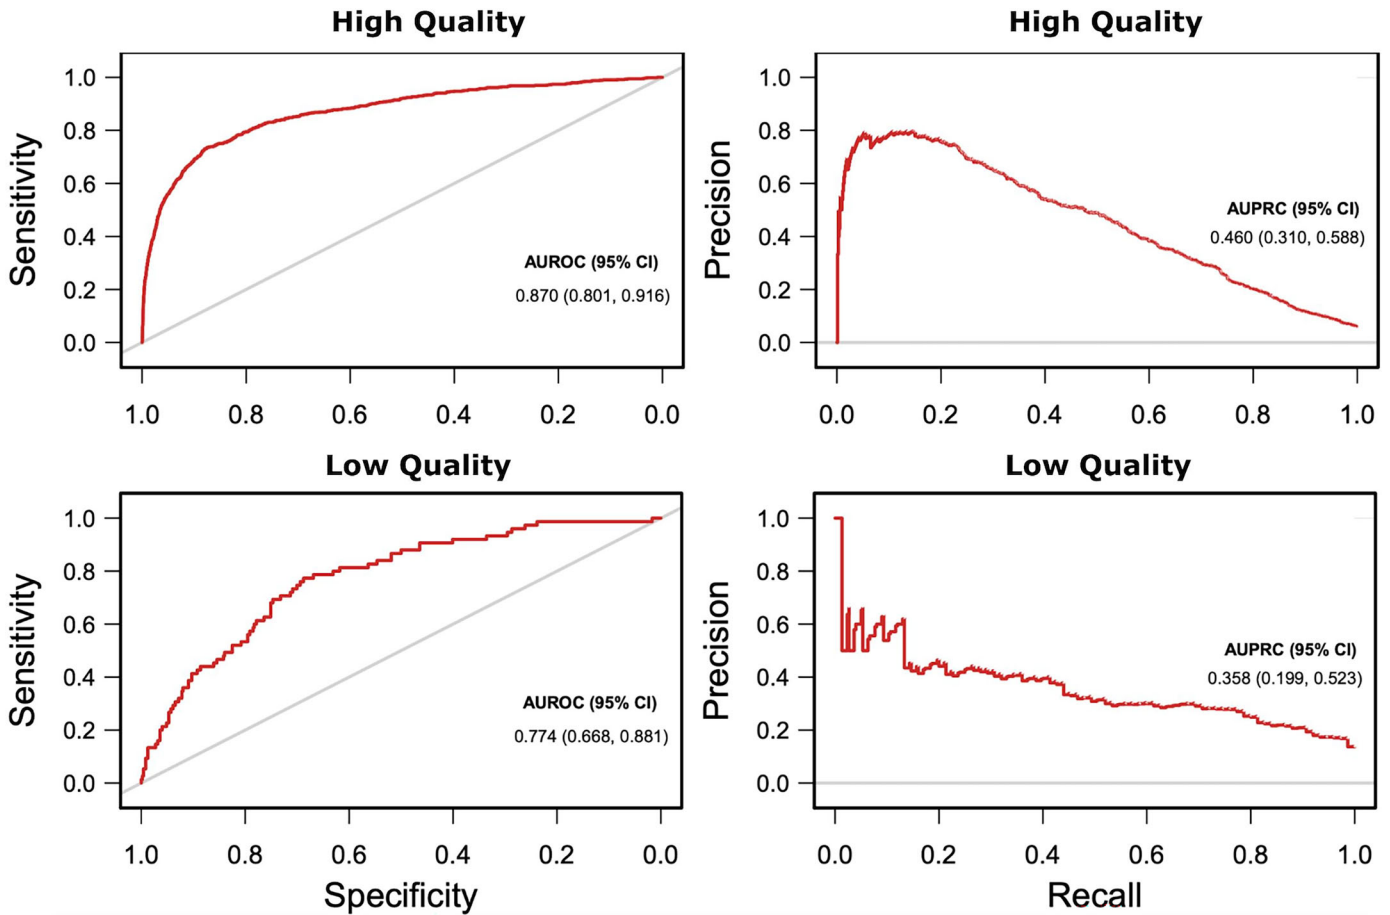 High Quality
High Quality
Sensitivity
1.0
0.8
0.6
0.4
0.2
0.0
AUROC (95% CI)
0.870 (0.801, 0.916)
1.0 0.8 0.6 0.4 0.2 0.0
Precision
1.0
0.8
0.6
0.4
0.2
0.0
AUPRC (95% CI)
0.460 (0.310, 0.588)
0.0 0.2 0.4 0.6 0.8 1.0
Low Quality
Low Quality
Sensitivity
1.0
0.8
0.6
0.4
0.2
0.0
AUROC (95% CI)
0.774 (0.668, 0.881)
1.0 0.8 0.6 0.4 0.2 0.0
Specificity
Precision
1.0
0.8
0.6
0.4
0.2
0.0
AUPRC (95% CI)
0.358 (0.199, 0.523)
0.0 0.2 0.4 0.6 0.8 1.0
Recall